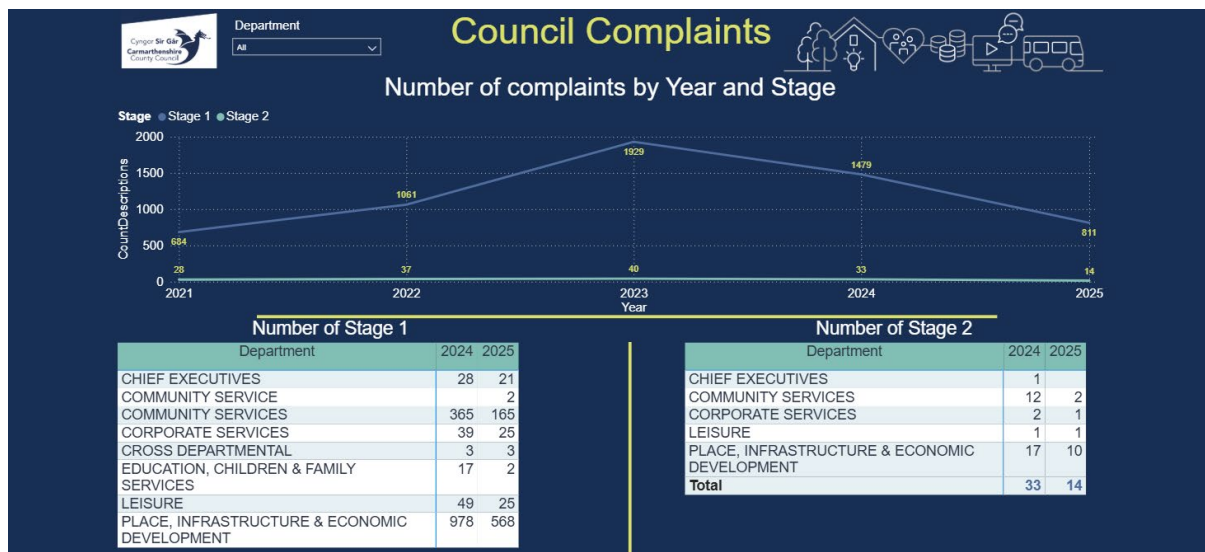 Cyngor Sir Gâr
Carmarthenshire
County Council
Department
All
Council Complaints
Number of complaints by Year and Stage
Stage Stage 1 Stage 2
CountDescriptions
2000
1500
1000
500
0
684
1061
1929
1479
811
28
37
40
33
14
2021 2022 2023 2024 2025
Year
Number of Stage 1
Department 2024 2025
CHIEF EXECUTIVES 28 21
COMMUNITY SERVICE 2
COMMUNITY SERVICES 365 165
CORPORATE SERVICES 39 25
CROSS DEPARTMENTAL 3 3
EDUCATION, CHILDREN & FAMILY 17 2
SERVICES
LEISURE 49 25
PLACE, INFRASTRUCTURE & ECONOMIC 978 568
DEVELOPMENT
Number of Stage 2
Department 2024 2025
CHIEF EXECUTIVES 1
COMMUNITY SERVICES 12 2
CORPORATE SERVICES 2 1
LEISURE 1 1
PLACE, INFRASTRUCTURE & ECONOMIC 17 10
DEVELOPMENT
Total 33 14